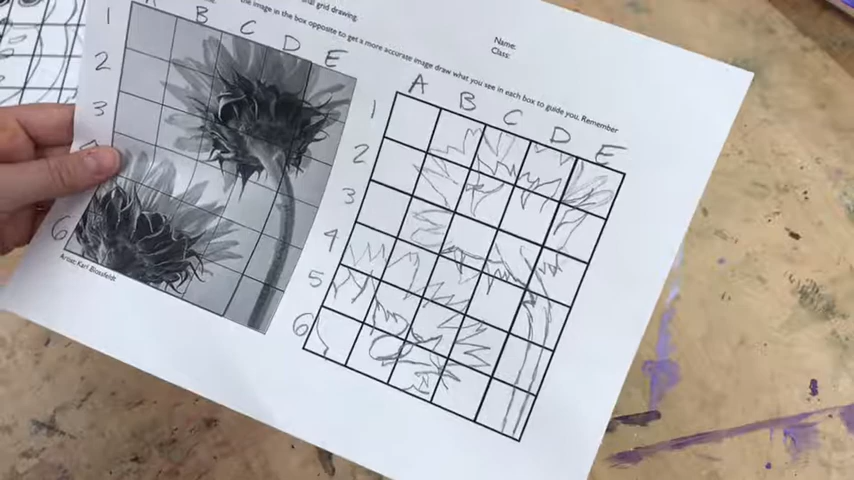 grid drawing.
the image in the box opposite to get a more accurate image draw what you see in each box to guide you. Remember
Name:
Class:
A B C D E
1
2
3
6
A B C D E
1
2
3
4
5
6
Artist: Karl Blossfeldt